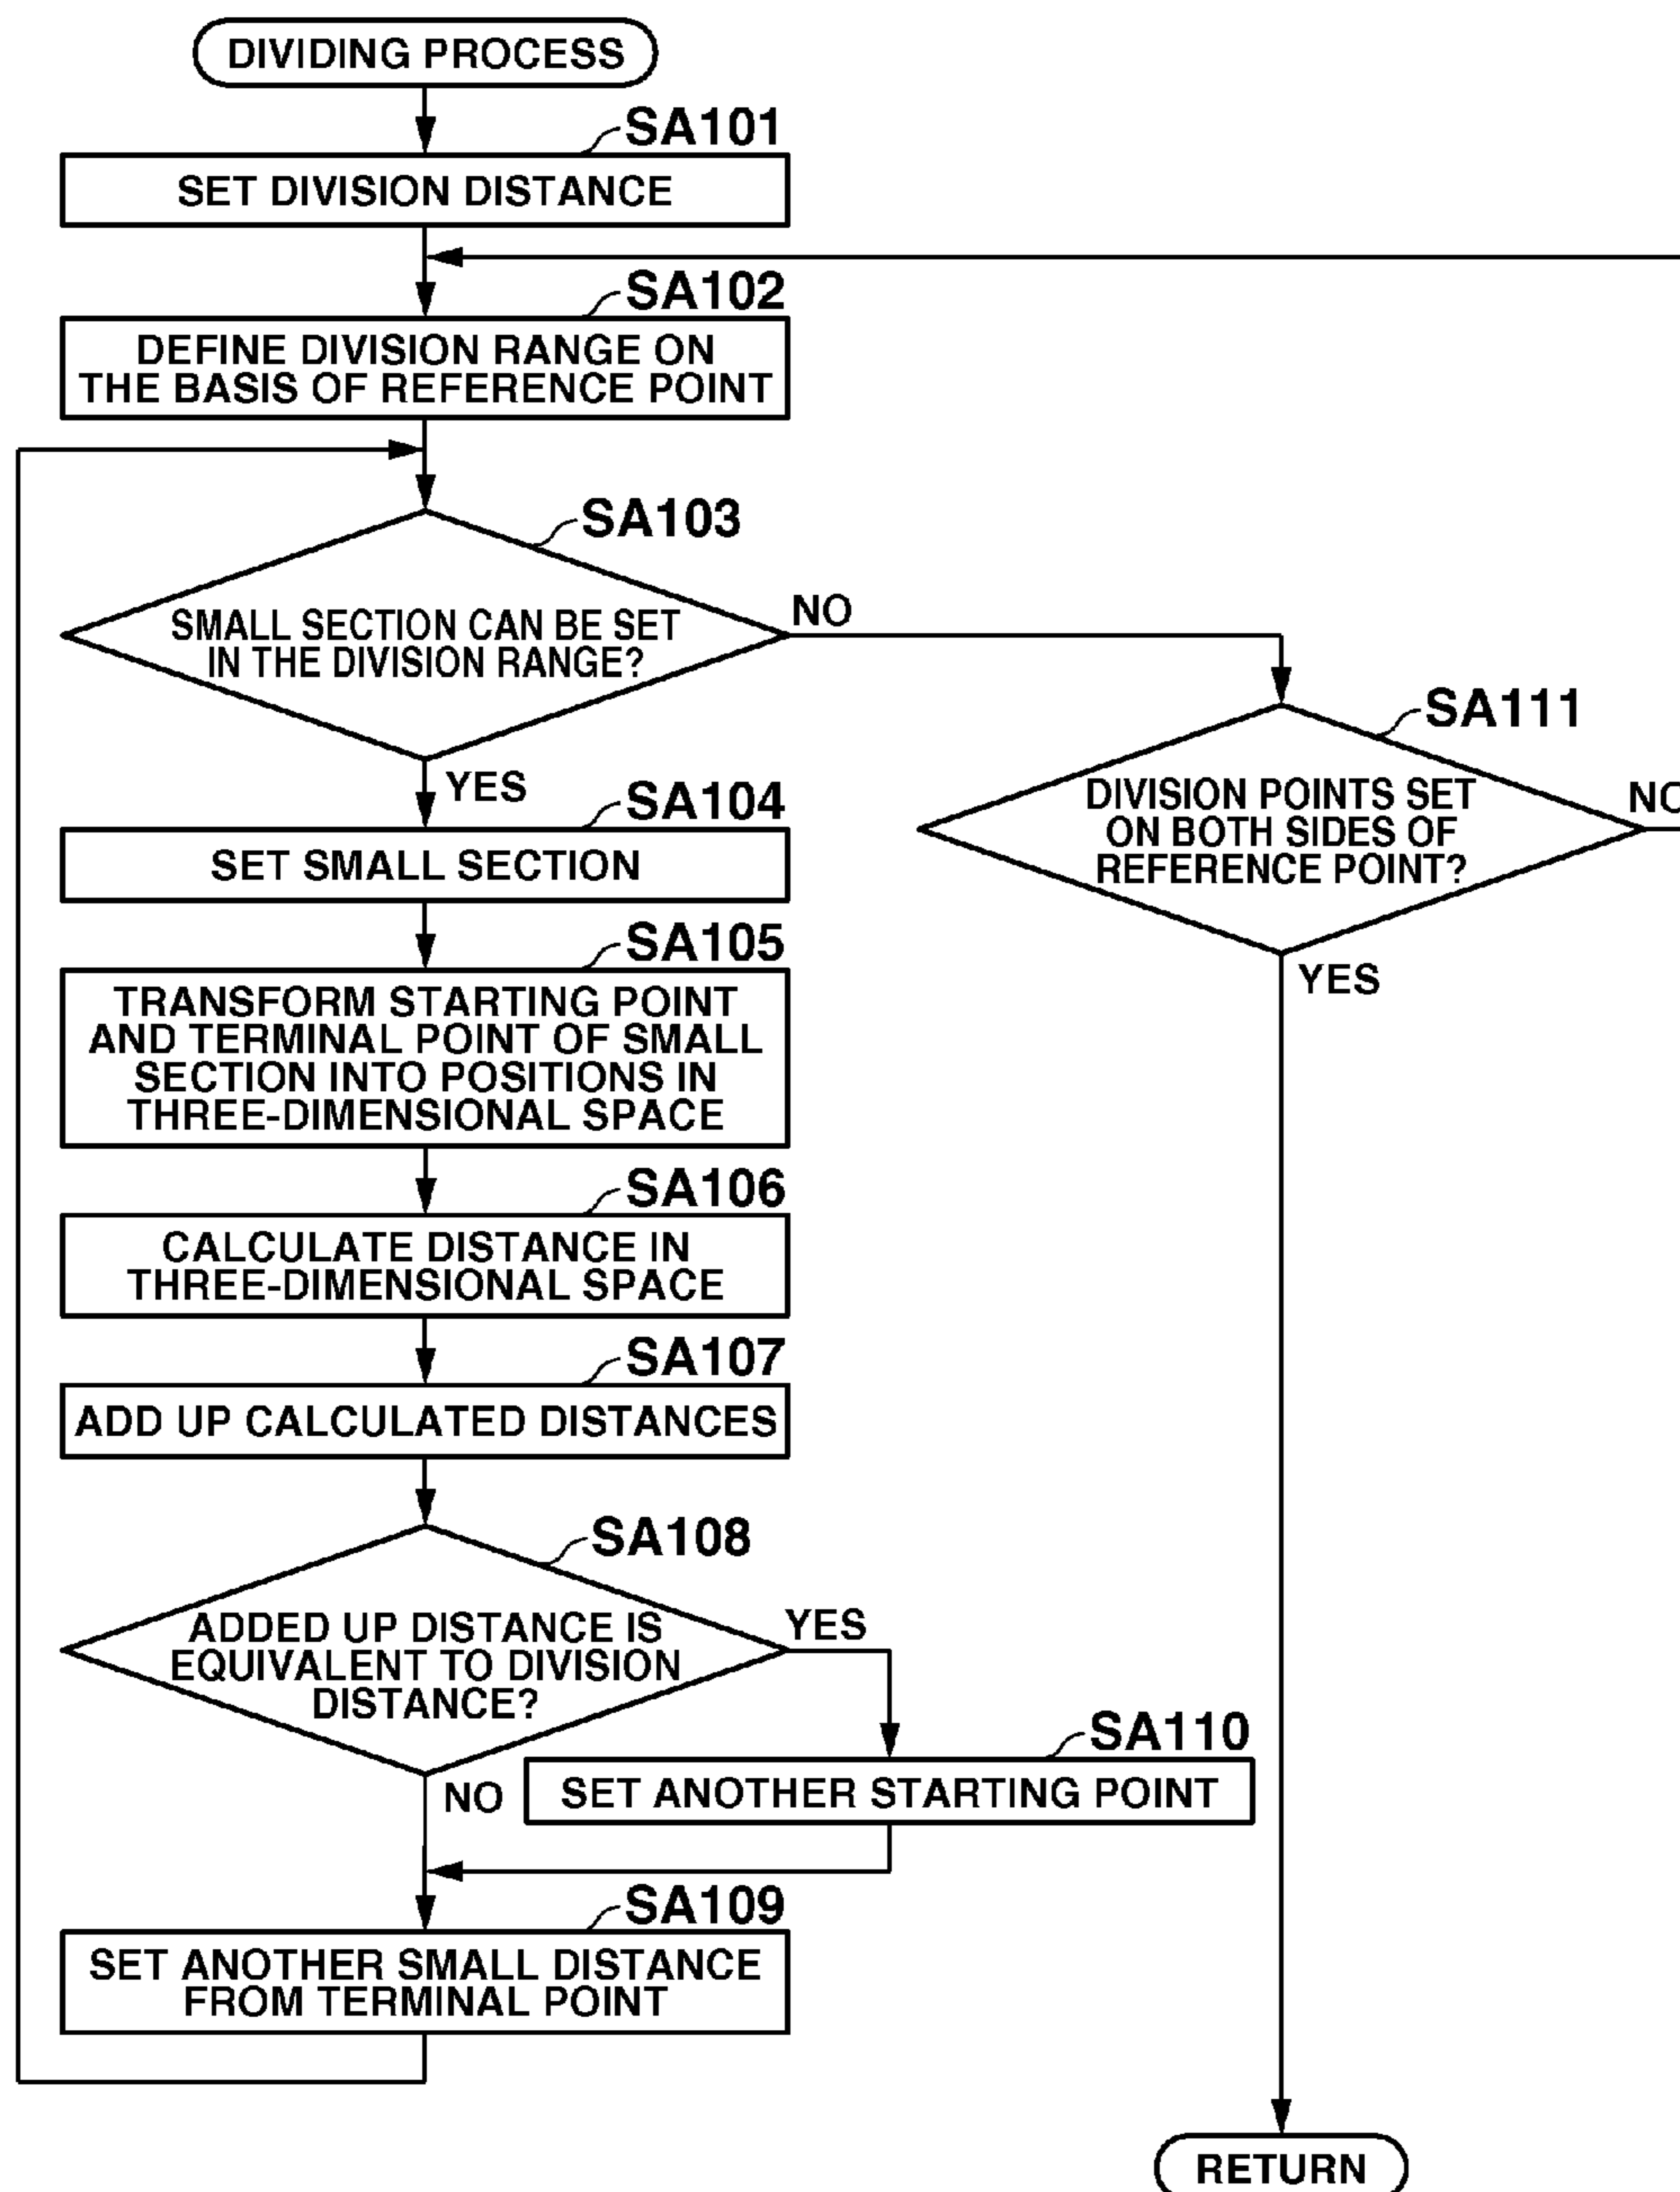 DIVIDING PROCESS
SA101
SET DIVISION DISTANCE
SA102
DEFINE DIVISION RANGE ON
THE BASIS OF REFERENCE POINT
SA103
SMALL SECTION CAN BE SET
IN THE DIVISION RANGE?
NO
YES
SA111
DIVISION POINTS SET
ON BOTH SIDES OF
REFERENCE POINT?
NO
YES
SA104
SET SMALL SECTION
SA105
TRANSFORM STARTING POINT
AND TERMINAL POINT OF SMALL
SECTION INTO POSITIONS IN
THREE-DIMENSIONAL SPACE
SA106
CALCULATE DISTANCE IN
THREE-DIMENSIONAL SPACE
SA107
ADD UP CALCULATED DISTANCES
SA108
ADDED UP DISTANCE IS
EQUIVALENT TO DIVISION
DISTANCE?
YES
NO
SA110
SET ANOTHER STARTING POINT
SA109
SET ANOTHER SMALL DISTANCE
FROM TERMINAL POINT
RETURN